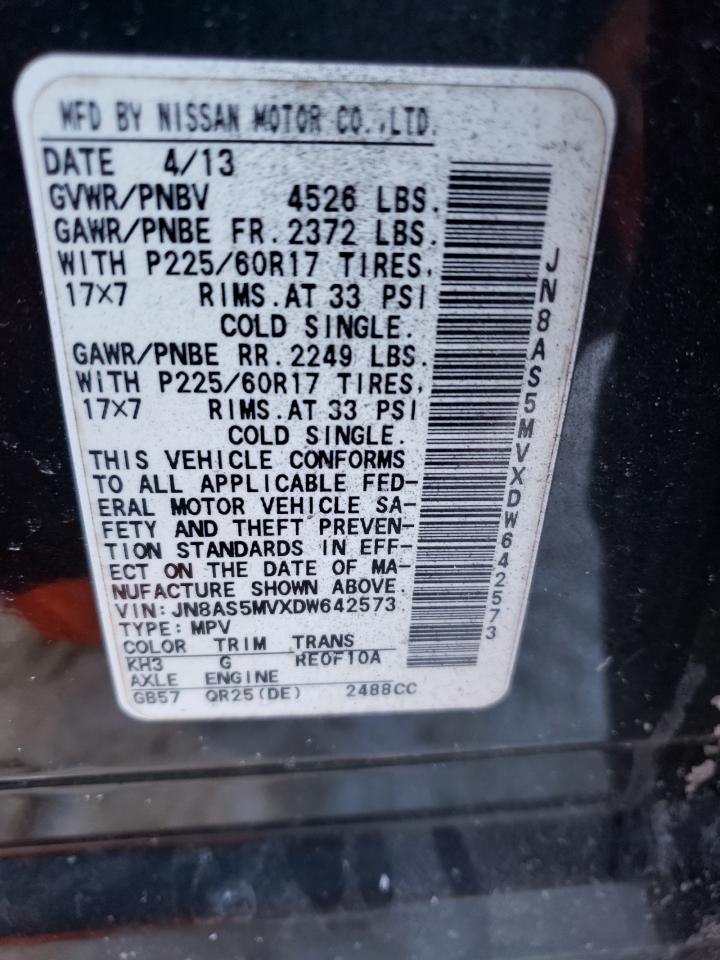 MFD BY NISSAN MOTOR CO.,LTD.
DATE 4/13
GVWR/PNBV 4526 LBS.
GAWR/PNBE FR.2372 LBS.
WITH P225/60R17 TIRES,
17×7 RIMS.AT 33 PSI
COLD SINGLE.
GAWR/PNBE RR.2249 LBS.
WITH P225/60R17 TIRES,
17×7 RIMS.AT 33 PSI
COLD SINGLE.
THIS VEHICLE CONFORMS
TO ALL APPLICABLE FED-
ERAL MOTOR VEHICLE SA-
FETY AND THEFT PREVEN-
TION STANDARDS IN EFF-
ECT ON THE DATE OF MA-
NUFACTURE SHOWN ABOVE.
VIN: JN8AS5MVXDW642573
TYPE: MPV
COLOR TRIM TRANS
KH3 G RE0F10A
AXLE ENGINE
GB57 QR25(DE) 2488CC
JN8AS5MVXDW642573